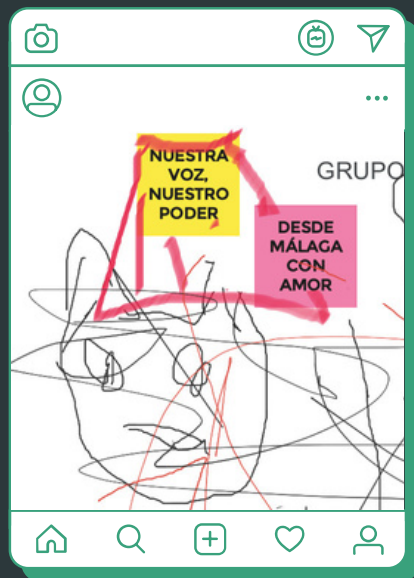 NUESTRA
VOZ,
NUESTRO
PODER
GRUPO
DESDE
MÁLAGA
CON
AMOR